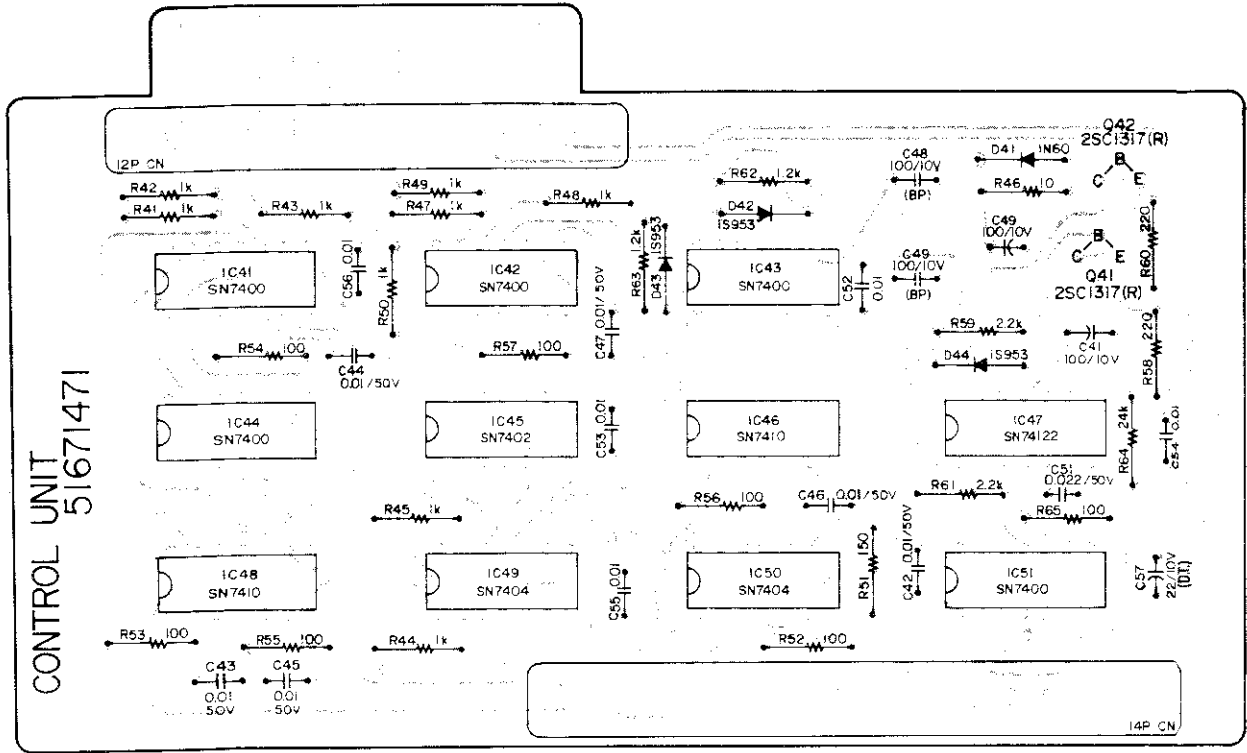 12P CN
Q42
2SC1317(R)
B
C
E
D41
1N60
C48
100/10V
(BP)
R62
1.2k
R46
10
R42
1k
R41
1k
R43
1k
R49
1k
R47
1k
R48
1k
D42
1S953
C49
100/10V
220
R60
B
C
E
Q41
2SC1317(R)
IC41
SN7400
C56
0.01
R50
1k
IC42
SN7400
R63
1.2k
D43
1S953
IC43
SN7400
C52
0.01
C49
100/10V
(BP)
R54
100
C44
0.01/50V
R57
100
C47
0.01/50V
R59
2.2k
D44
1S953
C41
100/10V
R58
220
CONTROL UNIT
51671471
IC44
SN7400
IC45
SN7402
C53
0.01
IC46
SN7410
IC47
SN74122
R64
24k
C54
0.01
R45
1k
R56
100
C46
0.01/50V
R61
2.2k
C51
0.022/50V
R65
100
IC48
SN7410
IC49
SN7404
C55
0.01
IC50
SN7404
R51
150
C42
0.01/50V
IC51
SN7400
C57
22/10V
(D.T.)
R53
100
R55
100
R44
1k
R52
100
C43
0.01
50V
C45
0.01
50V
14P CN